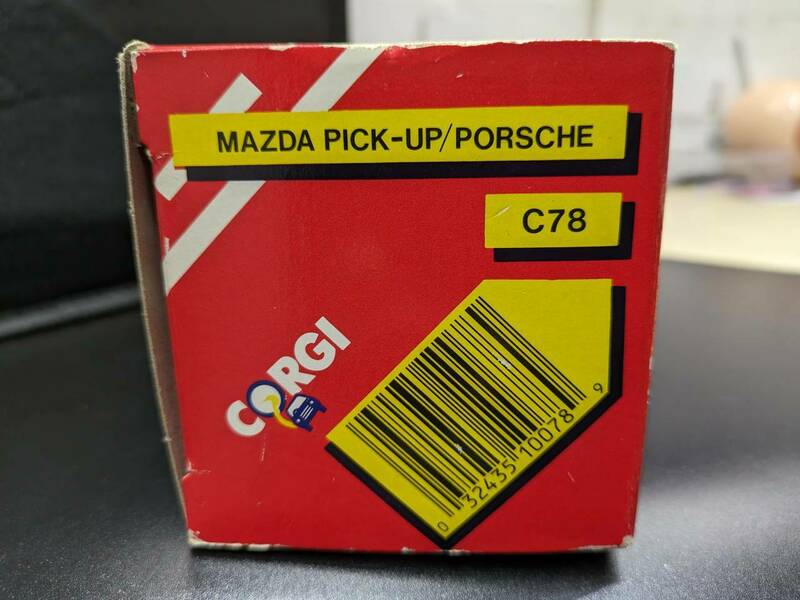 MAZDA PICK-UP/PORSCHE
C78
CORGI
0 32435 10078 9